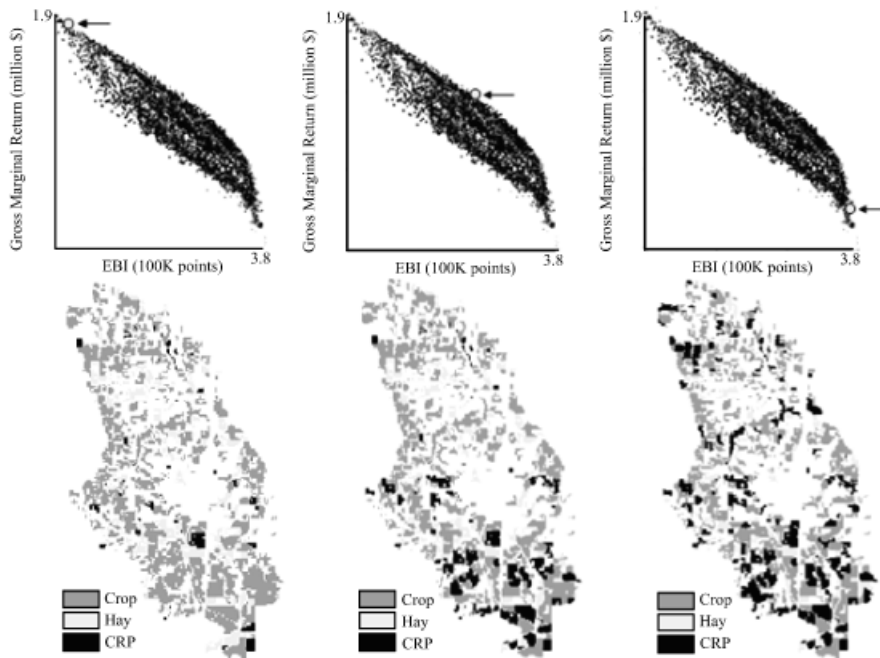 1.9
Gross Marginal Return (million $)
EBI (100K points)
3.8
1.9
Gross Marginal Return (million $)
EBI (100K points)
3.8
1.9
Gross Marginal Return (million $)
EBI (100K points)
3.8
Crop
Hay
CRP
Crop
Hay
CRP
Crop
Hay
CRP